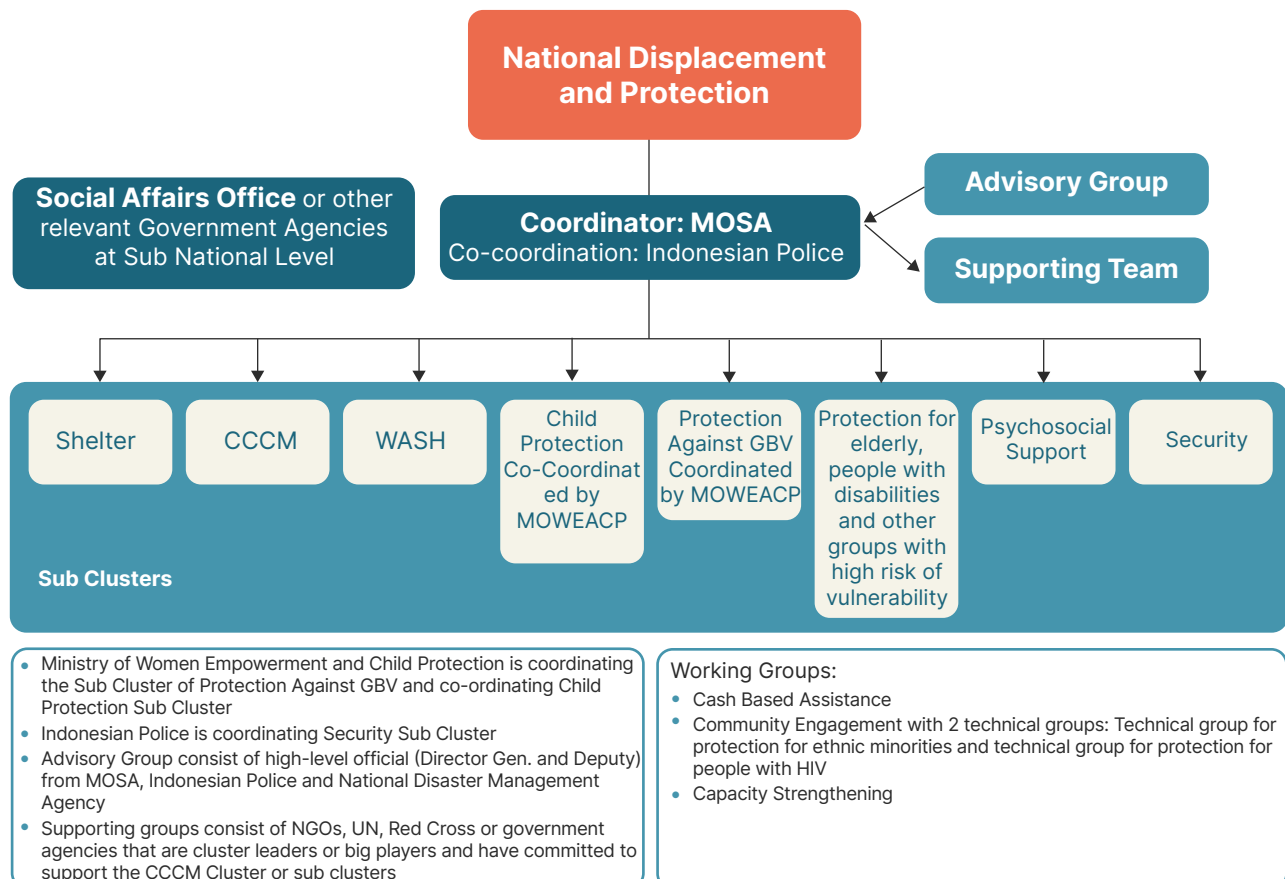 National Displacement
and Protection
Social Affairs Office or other
relevant Government Agencies
at Sub National Level
Coordinator: MOSA
Co-coordination: Indonesian Police
Advisory Group
Supporting Team
Shelter
CCCM
WASH
Child
Protection
Co-Coordinat
ed by
MOWEACP
Protection
Against GBV
Coordinated
by MOWEACP
Protection for
elderly,
people with
disabilities
and other
groups with
high risk of
vulnerability
Psychosocial
Support
Security
Sub Clusters
• Ministry of Women Empowerment and Child Protection is coordinating
the Sub Cluster of Protection Against GBV and co-ordinating Child
Protection Sub Cluster
• Indonesian Police is coordinating Security Sub Cluster
• Advisory Group consist of high-level official (Director Gen. and Deputy)
from MOSA, Indonesian Police and National Disaster Management
Agency
• Supporting groups consist of NGOs, UN, Red Cross or government
agencies that are cluster leaders or big players and have committed to
support the CCCM Cluster or sub clusters
Working Groups:
• Cash Based Assistance
• Community Engagement with 2 technical groups: Technical group for
protection for ethnic minorities and technical group for protection for
people with HIV
• Capacity Strengthening